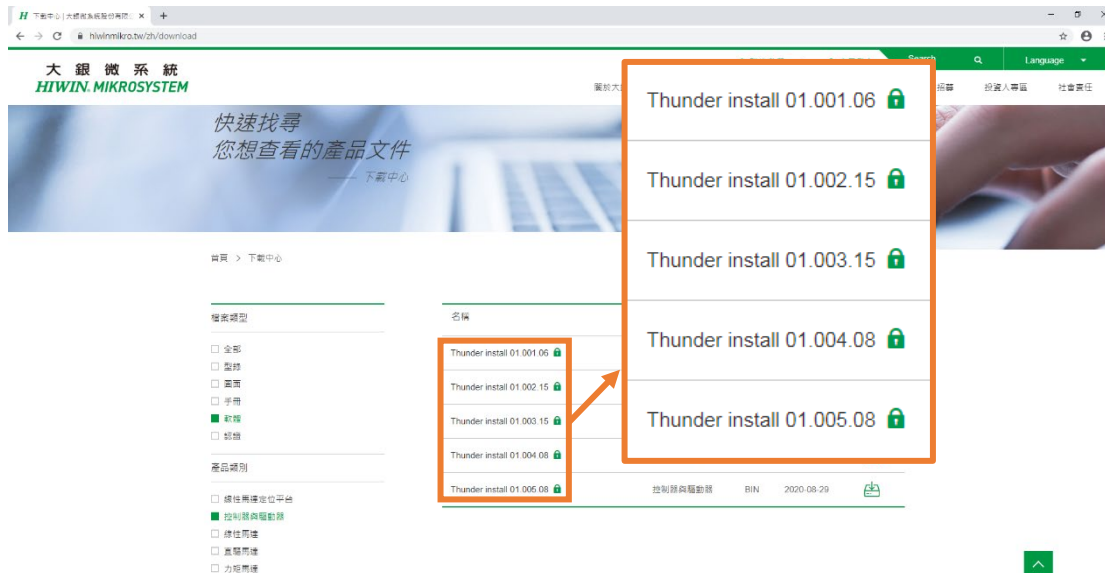 H 下載中心 | 大銀微系統股份有限
hiwinmikro.tw/zh/download
大 銀 微 系 統
HIWIN. MIKROSYSTEM
Search
Language
關於大
招募
投資人專區
社會責任
快速找尋
您想查看的產品文件
下載中心
首頁 > 下載中心
檔案類型
全部
型錄
圖面
手冊
軟體
認證
產品類別
線性馬達定位平台
控制器與驅動器
線性馬達
直驅馬達
力矩馬達
名稱
Thunder install 01.001.06
Thunder install 01.002.15
Thunder install 01.003.15
Thunder install 01.004.08
Thunder install 01.005.08 控制器與驅動器 BIN 2020-08-29
Thunder install 01.001.06
Thunder install 01.002.15
Thunder install 01.003.15
Thunder install 01.004.08
Thunder install 01.005.08